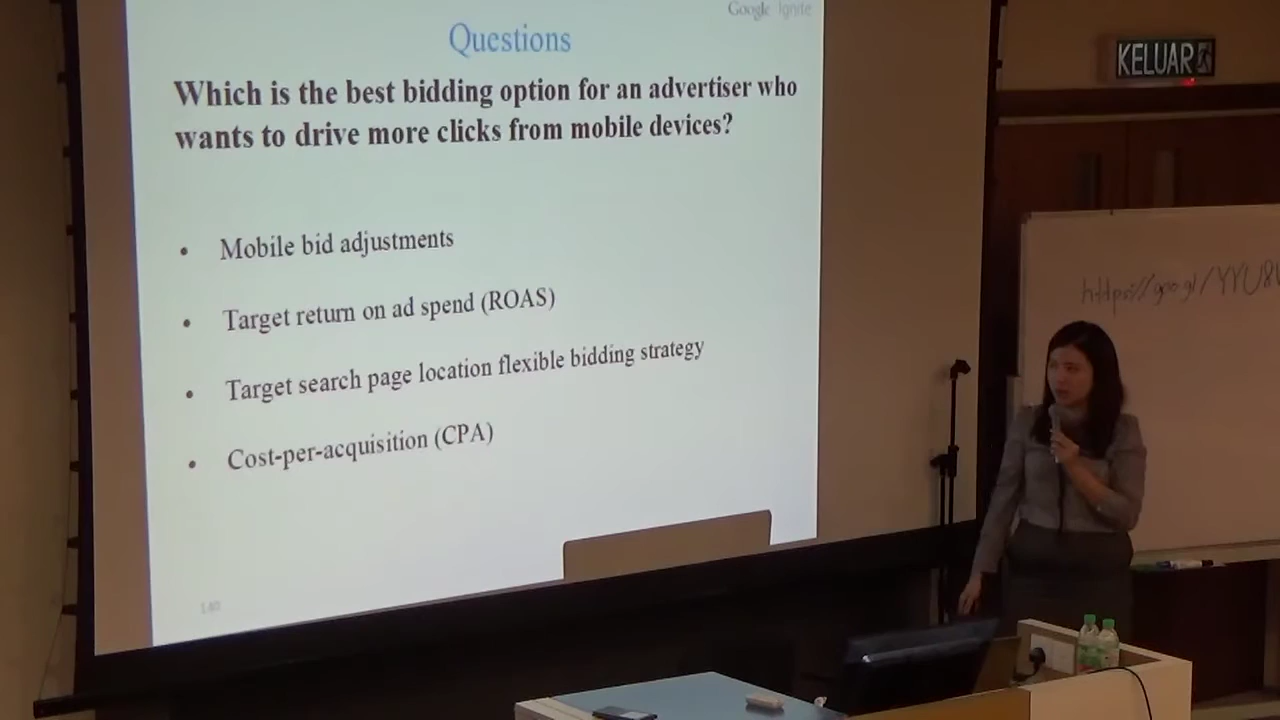 Google Ignite
Questions
KELUAR
Which is the best bidding option for an advertiser who
wants to drive more clicks from mobile devices?
• Mobile bid adjustments
• Target return on ad spend (ROAS)
• Target search page location flexible bidding strategy
• Cost-per-acquisition (CPA)